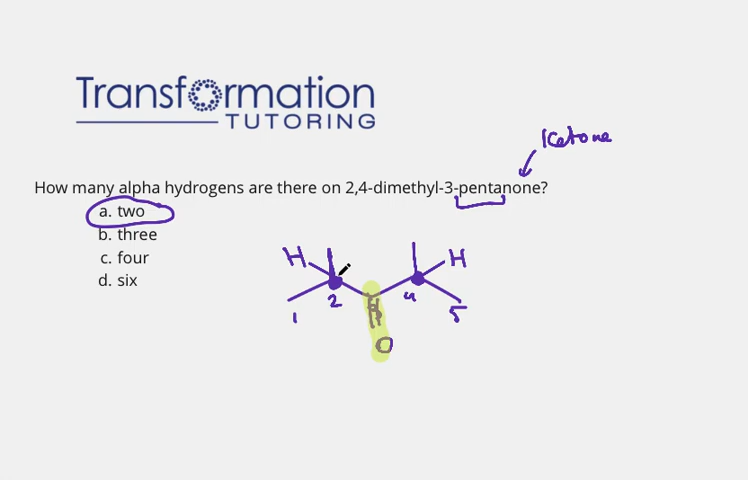 Transformation
TUTORING
Ketone
How many alpha hydrogens are there on 2,4-dimethyl-3-pentanone?
a. two
b. three
c. four
d. six
H H
2 4
1 5
O